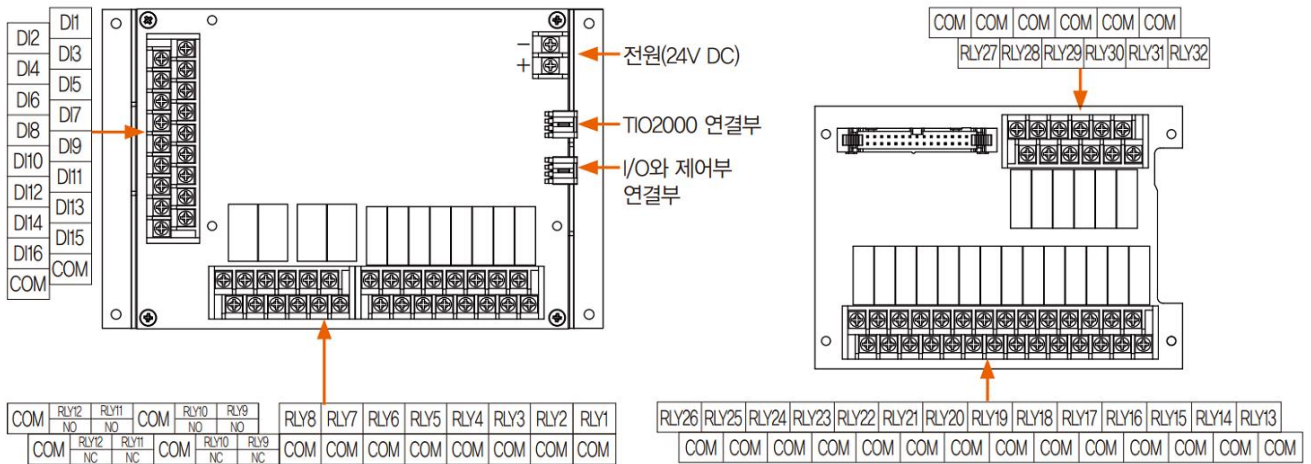 DI1
DI2
DI3
DI4
DI5
DI6
DI7
DI8
DI9
DI10
DI11
DI12
DI13
DI14
DI15
DI16
COM
COM
−
+
전원(24V DC)
TIO2000 연결부
I/O와 제어부
연결부
COM RLY12 NO RLY11 NO COM RLY10 NO RLY9 NO
COM RLY12 NC RLY11 NC COM RLY10 NC RLY9 NC
RLY8 RLY7 RLY6 RLY5 RLY4 RLY3 RLY2 RLY1
COM COM COM COM COM COM COM COM
COM COM COM COM COM COM
RLY27 RLY28 RLY29 RLY30 RLY31 RLY32
RLY26 RLY25 RLY24 RLY23 RLY22 RLY21 RLY20 RLY19 RLY18 RLY17 RLY16 RLY15 RLY14 RLY13
COM COM COM COM COM COM COM COM COM COM COM COM COM COM